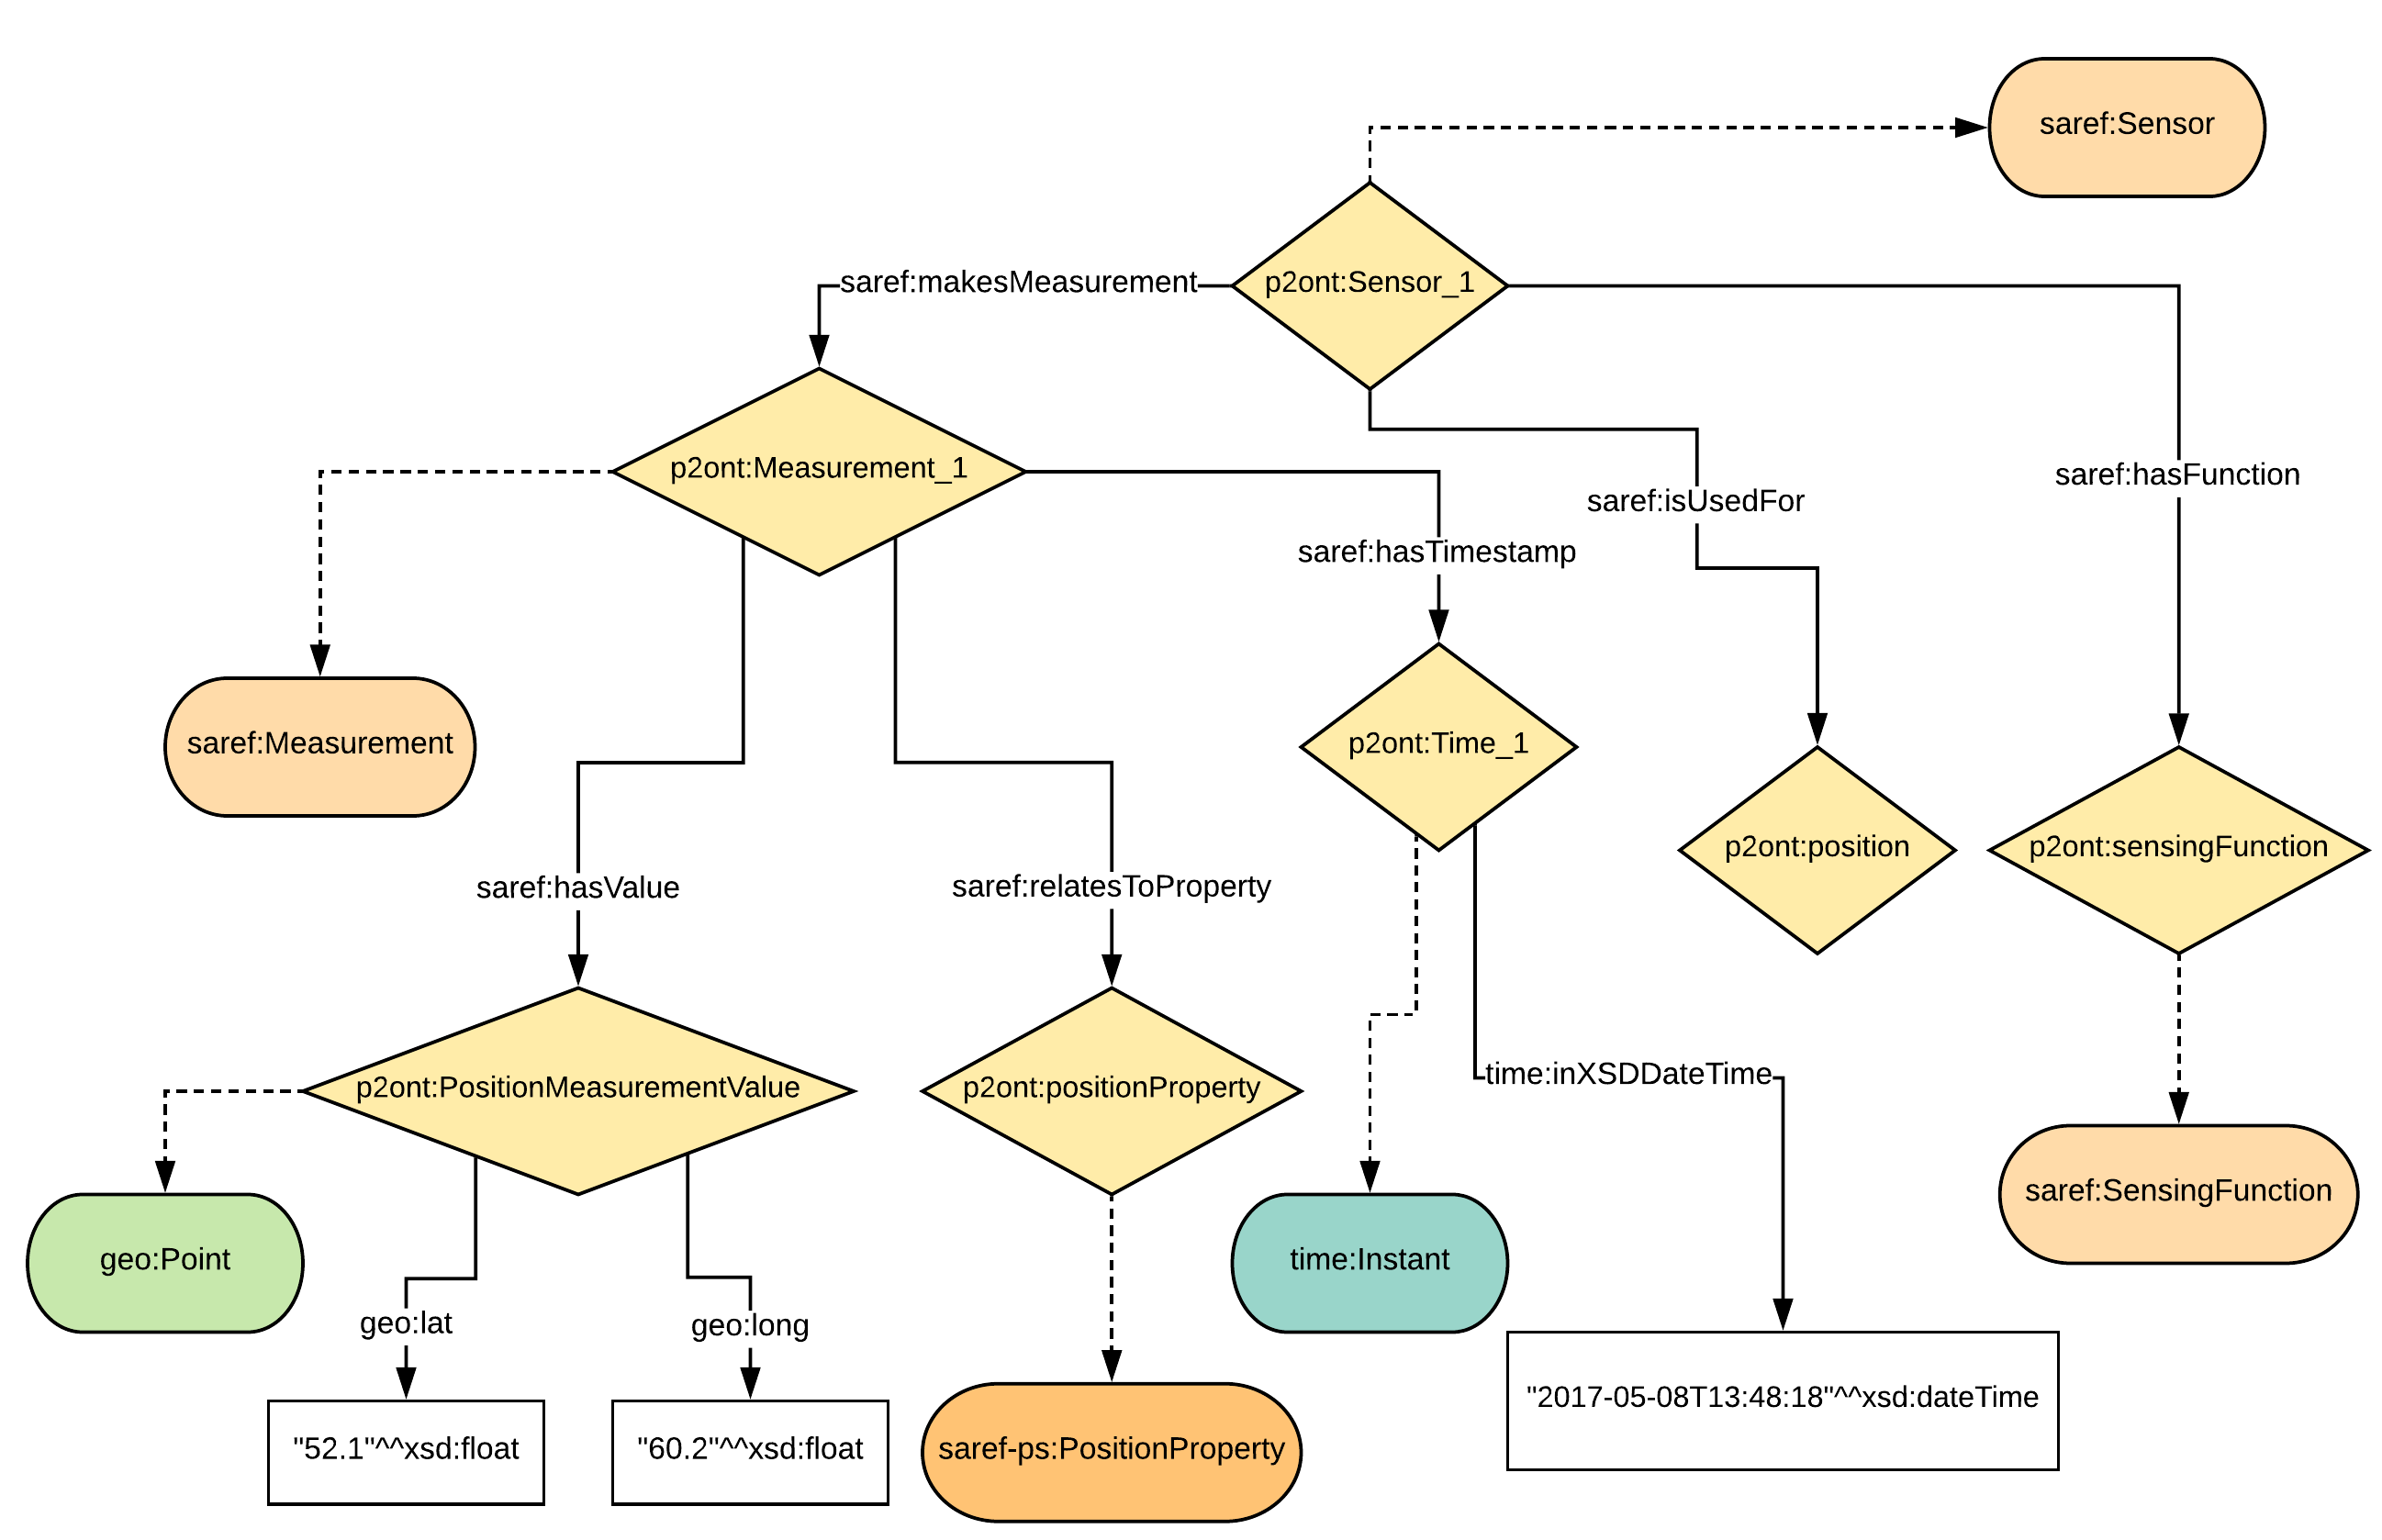 saref:Sensor
saref:makesMeasurement
p2ont:Sensor_1
p2ont:Measurement_1
saref:hasFunction
saref:isUsedFor
saref:hasTimestamp
saref:Measurement
p2ont:Time_1
p2ont:position
p2ont:sensingFunction
saref:hasValue
saref:relatesToProperty
time:inXSDDateTime
p2ont:PositionMeasurementValue
p2ont:positionProperty
saref:SensingFunction
geo:Point
time:Instant
geo:lat
geo:long
"2017-05-08T13:48:18"^^xsd:dateTime
"52.1"^^xsd:float
"60.2"^^xsd:float
saref-ps:PositionProperty